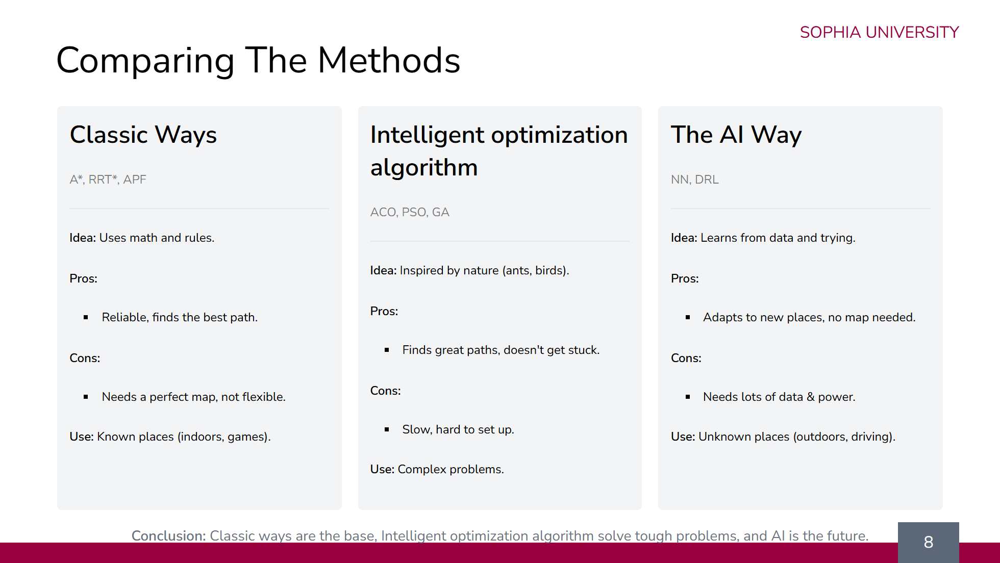 SOPHIA UNIVERSITY
Comparing The Methods
Classic Ways
A*, RRT*, APF
Idea: Uses math and rules.
Pros:
▪ Reliable, finds the best path.
Cons:
▪ Needs a perfect map, not flexible.
Use: Known places (indoors, games).
Intelligent optimization
algorithm
ACO, PSO, GA
Idea: Inspired by nature (ants, birds).
Pros:
▪ Finds great paths, doesn't get stuck.
Cons:
▪ Slow, hard to set up.
Use: Complex problems.
The AI Way
NN, DRL
Idea: Learns from data and trying.
Pros:
▪ Adapts to new places, no map needed.
Cons:
▪ Needs lots of data & power.
Use: Unknown places (outdoors, driving).
Conclusion: Classic ways are the base, Intelligent optimization algorithm solve tough problems, and AI is the future.
8